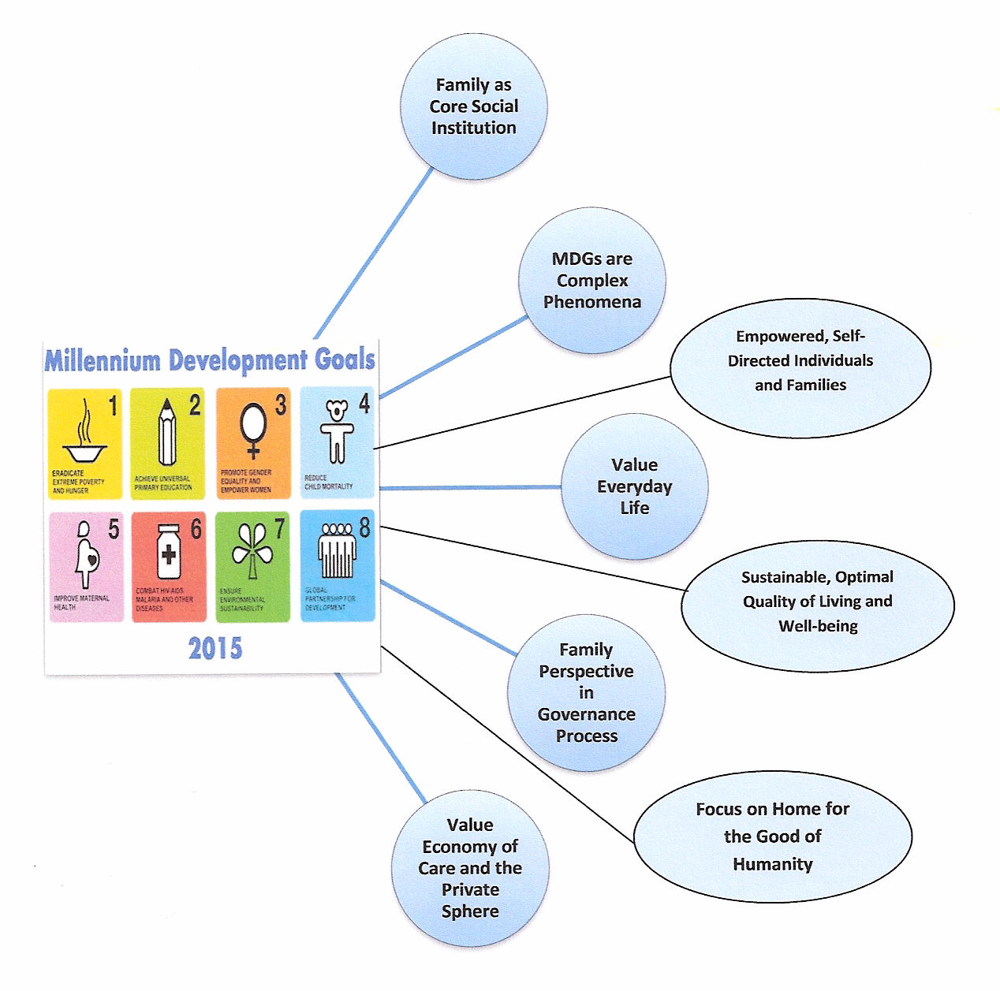 Family as
Core Social
Institution
MDGs are
Complex
Phenomena
Empowered, Self-
Directed Individuals
and Families
Millennium Development Goals
1
ERADICATE
EXTREME POVERTY
AND HUNGER
2
ACHIEVE UNIVERSAL
PRIMARY EDUCATION
3
PROMOTE GENDER
EQUALITY AND
EMPOWER WOMEN
4
REDUCE
CHILD MORTALITY
5
IMPROVE MATERNAL
HEALTH
6
COMBAT HIV/AIDS
MALARIA AND OTHER
DISEASES
7
ENSURE
ENVIRONMENTAL
SUSTAINABILITY
8
GLOBAL
PARTNERSHIP FOR
DEVELOPMENT
2015
Value
Everyday
Life
Sustainable, Optimal
Quality of Living and
Well-being
Family
Perspective
in
Governance
Process
Focus on Home for
the Good of
Humanity
Value
Economy of
Care and the
Private
Sphere